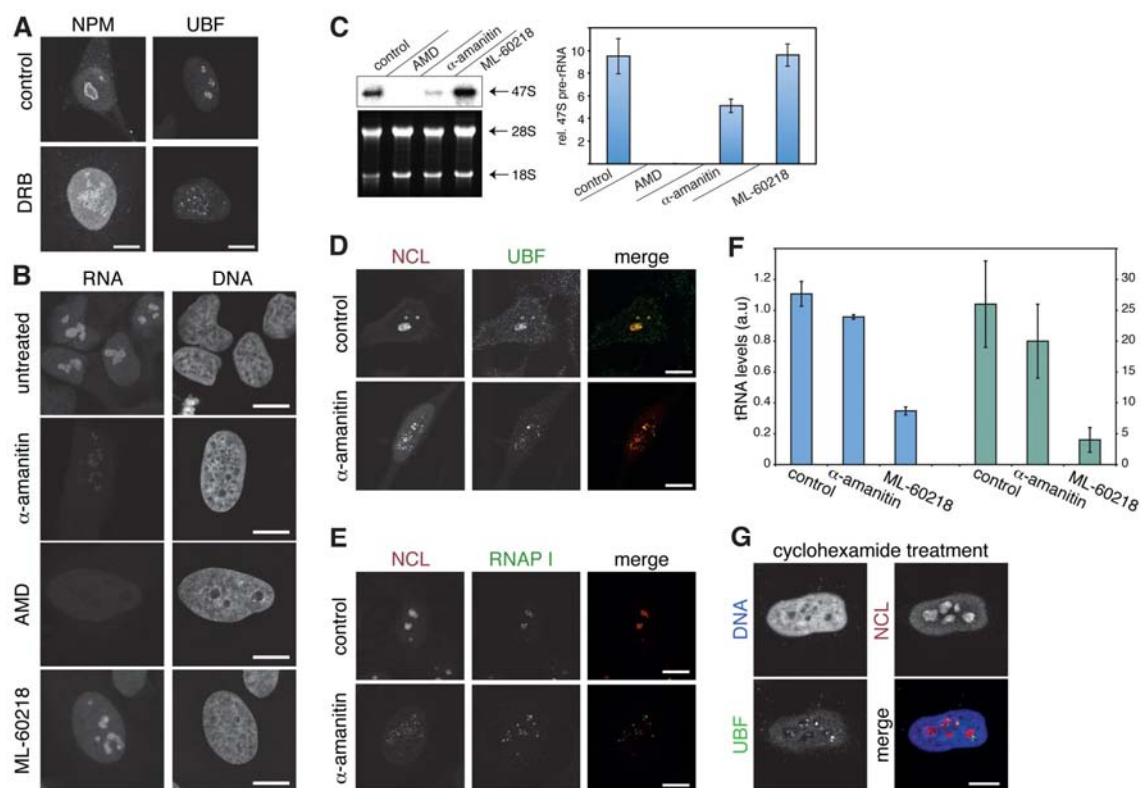 A
NPM
UBF
control
DRB
B
RNA
DNA
untreated
α-amanitin
AMD
ML-60218
C
control
AMD
α-amanitin
ML-60218
47S
28S
18S
rel. 47S pre-rRNA
10
8
6
4
2
control
AMD
α-amanitin
ML-60218
D
NCL
UBF
merge
control
α-amanitin
E
NCL
RNAP I
merge
control
α-amanitin
F
tRNA levels (a.u)
1.2
1.0
0.8
0.6
0.4
0.2
0
30
25
20
15
10
5
0
control
α-amanitin
ML-60218
control
α-amanitin
ML-60218
G
cyclohexamide treatment
DNA
NCL
UBF
merge